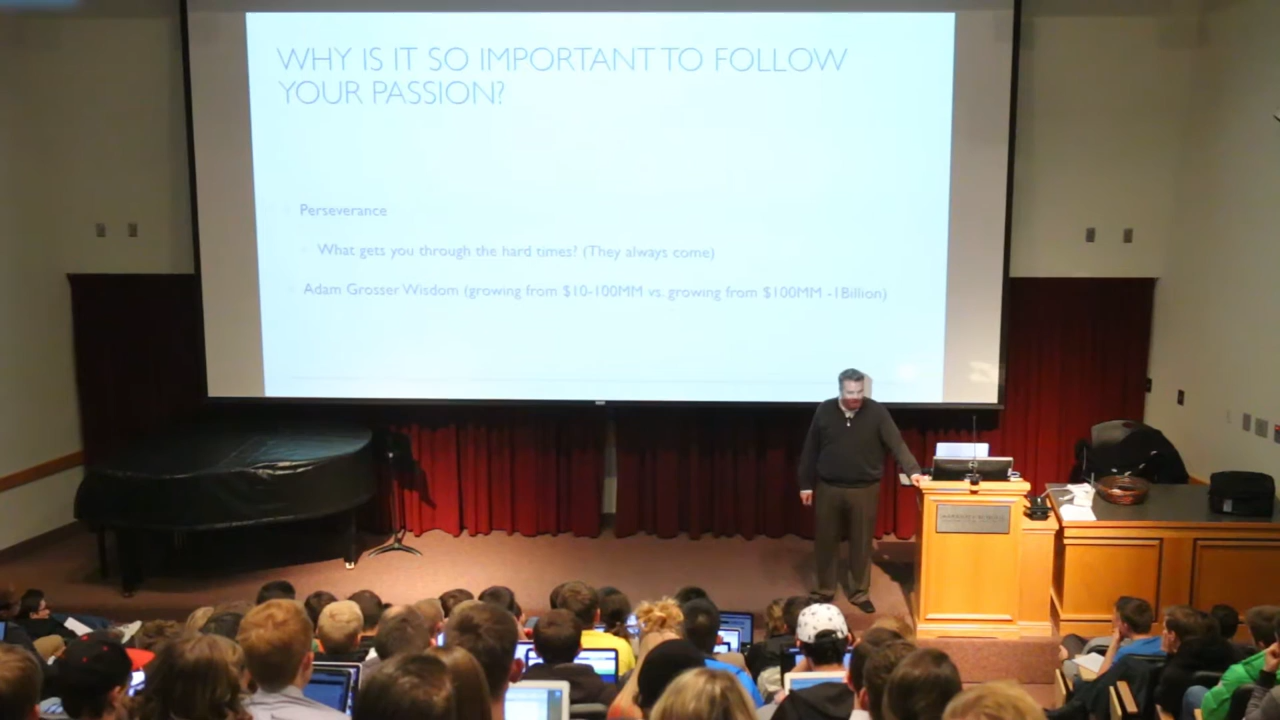 WHY IS IT SO IMPORTANT TO FOLLOW
YOUR PASSION?
Perseverance
What gets you through the hard times? (They always come)
Adam Grosser Wisdom (growing from $10-100MM vs. growing from $100MM -1Billion)